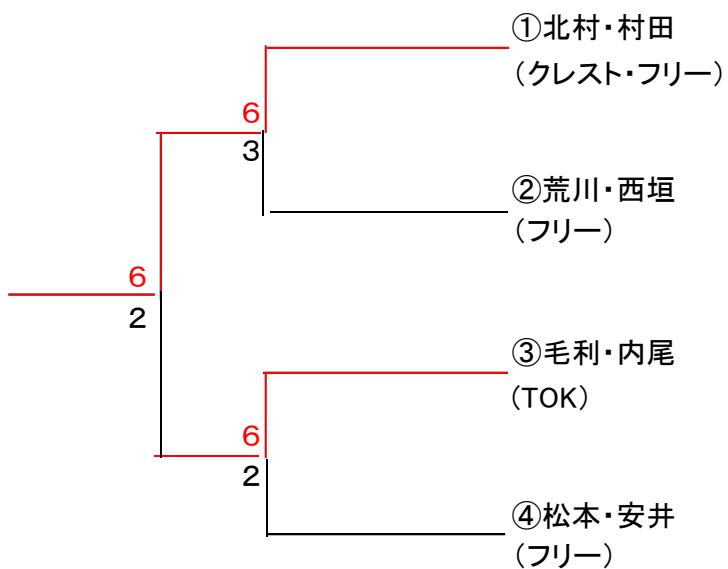 ①北村・村田
（クレスト・フリー）
6
3
②荒川・西垣
（フリー）
6
2
③毛利・内尾
（TOK）
6
2
④松本・安井
（フリー）